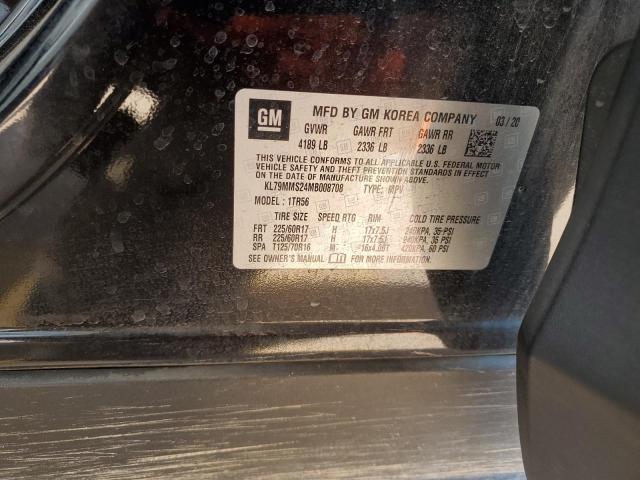 GM
MFD BY GM KOREA COMPANY 03/20
GVWR GAWR FRT GAWR RR
4189 LB 2336 LB 2336 LB
THIS VEHICLE CONFORMS TO ALL APPLICABLE U.S. FEDERAL MOTOR
VEHICLE SAFETY AND THEFT PREVENTION STANDARDS IN EFFECT
ON THE DATE OF MANUFACTURE SHOWN ABOVE.
KL79MMS24MB008708 TYPE: MPV
MODEL: 1TR56
TIRE SIZE SPEED RTG RIM COLD TIRE PRESSURE
FRT 225/60R17 H 17x7.5J 240KPA, 35 PSI
RR 225/60R17 H 17x7.5J 240KPA, 35 PSI
SPA T125/70R16 M 16x4.00T 420KPA, 60 PSI
SEE OWNER'S MANUAL FOR MORE INFORMATION.